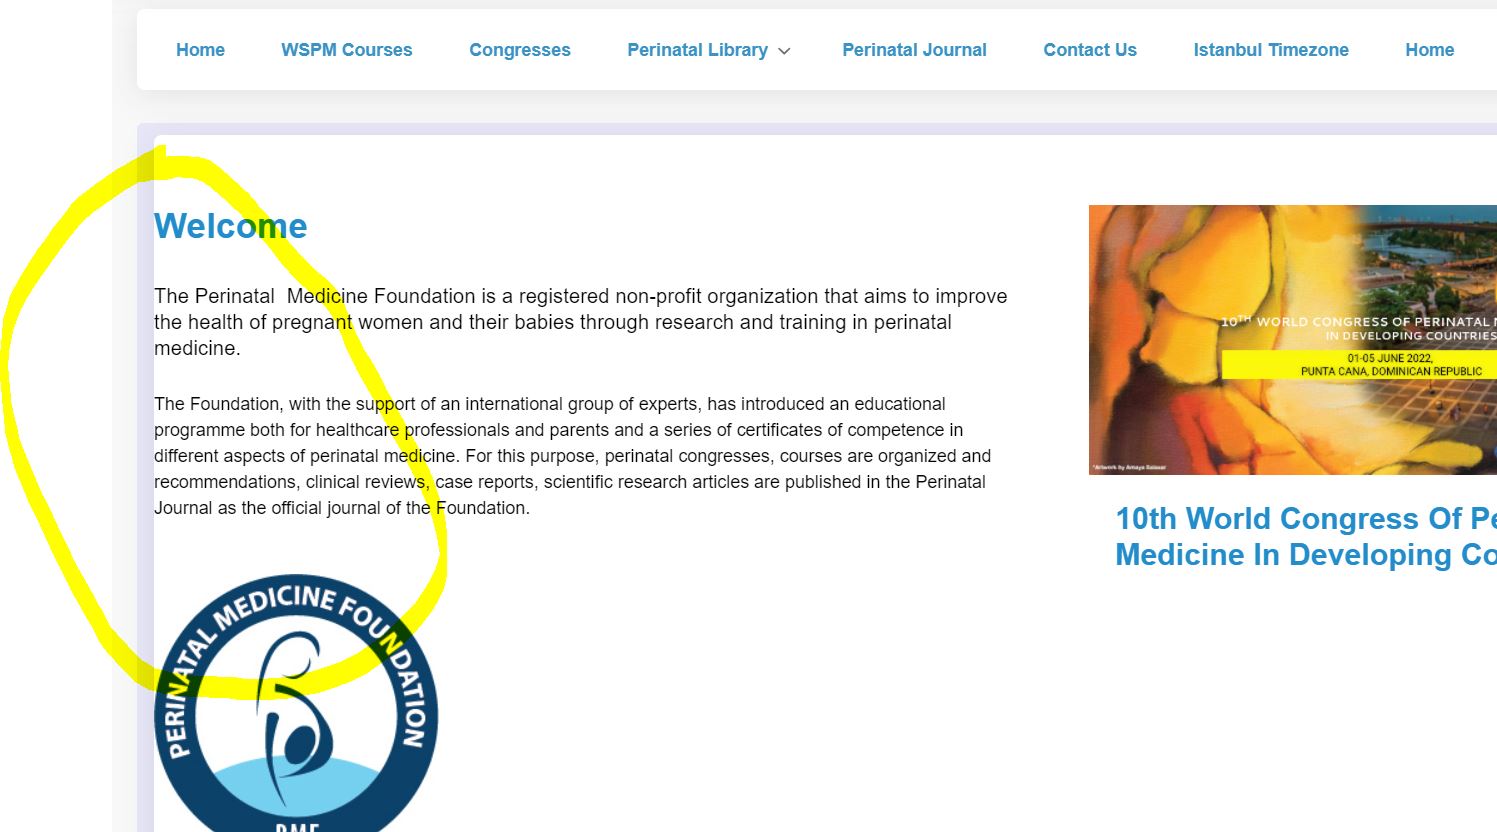 Home WSPM Courses Congresses Perinatal Library Perinatal Journal Contact Us Istanbul Timezone Home
Welcome
The Perinatal  Medicine Foundation is a registered non-profit organization that aims to improve
the health of pregnant women and their babies through research and training in perinatal
medicine.
The Foundation, with the support of an international group of experts, has introduced an educational
programme both for healthcare professionals and parents and a series of certificates of competence in
different aspects of perinatal medicine. For this purpose, perinatal congresses, courses are organized and
recommendations, clinical reviews, case reports, scientific research articles are published in the Perinatal
Journal as the official journal of the Foundation.
PERINATAL MEDICINE FOUNDATION
PMF
10TH WORLD CONGRESS OF PERINATAL
IN DEVELOPING COUNTRIES
01-05 JUNE 2022,
PUNTA CANA, DOMINICAN REPUBLIC
*Artwork by Amaya Salazar
10th World Congress Of
Medicine In Developing